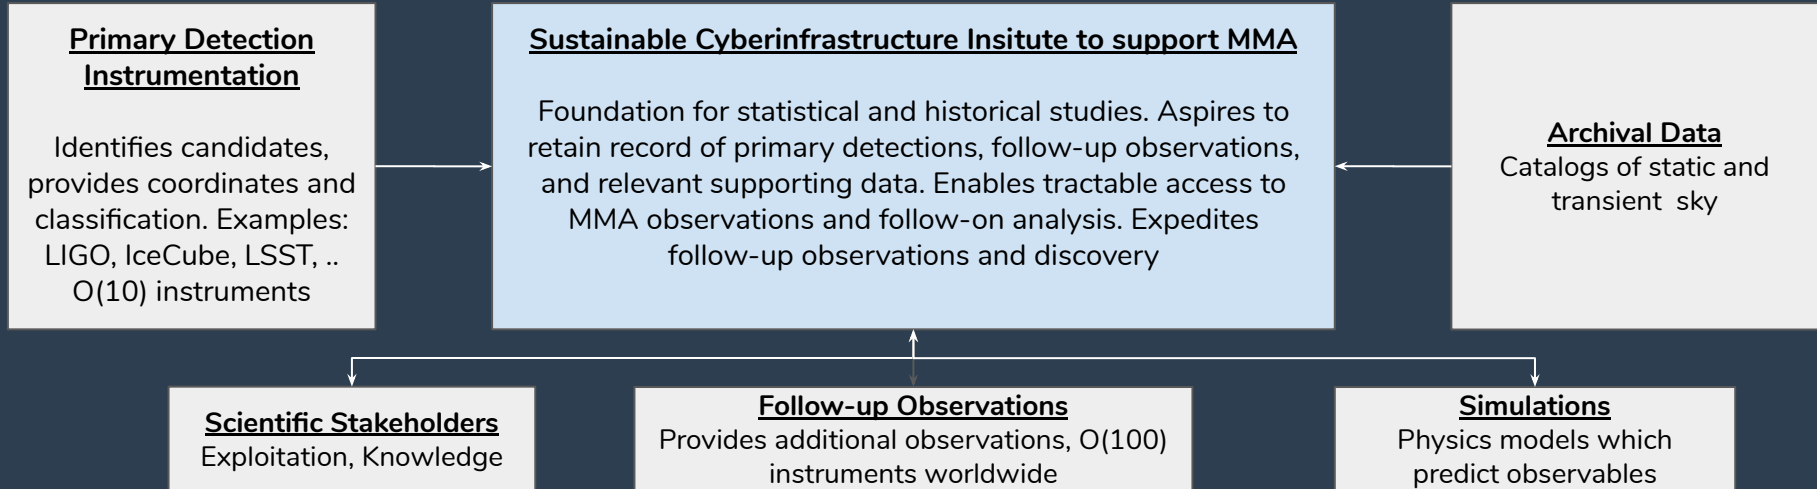 Primary Detection
Instrumentation
Identifies candidates,
provides coordinates and
classification. Examples:
LIGO, IceCube, LSST, ..
O(10) instruments
Sustainable Cyberinfrastructure Insitute to support MMA
Foundation for statistical and historical studies. Aspires to
retain record of primary detections, follow-up observations,
and relevant supporting data. Enables tractable access to
MMA observations and follow-on analysis. Expedites
follow-up observations and discovery
Archival Data
Catalogs of static and
transient sky
Scientific Stakeholders
Exploitation, Knowledge
Follow-up Observations
Provides additional observations, O(100)
instruments worldwide
Simulations
Physics models which
predict observables